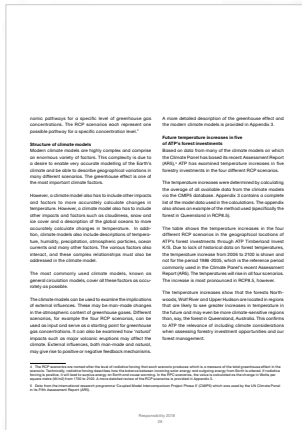 nomic pathways for a specific level of greenhouse gas
concentrations. The RCP scenarios each represent one
possible pathway for a specific concentration level.⁴
Structure of climate models
Modern climate models are highly complex and comprise
an enormous variety of factors. This complexity is due to
a desire to enable very accurate modelling of the Earth's
climate and be able to describe geographical variations in
many different scenarios. The greenhouse effect is one of
the most important climate factors.
However, a climate model also has to include other impacts
and factors to more accurately calculate changes in
temperature. However, a climate model also has to include
other impacts and factors such as cloudiness, snow and
ice cover and a description of the global oceans to more
accurately calculate changes in temperature. In addi-
tion, climate models also include descriptions of tempera-
ture, humidity, precipitation, atmospheric particles, ocean
currents and many other factors. The various factors also
interact, and these complex relationships must also be
addressed in the climate model.
The most commonly used climate models, known as
general circulation models, cover all these factors as accu-
rately as possible.
The climate models can be used to examine the implications
of external influences. These may be man-made changes
in the atmospheric content of greenhouse gases. Different
scenarios, for example the four RCP scenarios, can be
used as input and serve as a starting point for greenhouse
gas concentrations. It can also be examined how "natural"
impacts such as major volcanic eruptions may affect the
climate. External influences, both man-made and natural,
may give rise to positive or negative feedback mechanisms.
A more detailed description of the greenhouse effect and
the modern climate models is provided in Appendix 3.
Future temperature increases in five
of ATP's forest investments
Based on data from many of the climate models on which
the Climate Panel has based its recent Assessment Report
(AR5),⁵ ATP has examined temperature increases in five
forestry investments in the four different RCP scenarios.
The temperature increases were determined by calculating
the average of all available data from the climate models
via the CMIP5 database. Appendix 3 contains a complete
list of the model data used in the calculations. The appendix
also shows an example of the method used (specifically the
forest in Queensland in RCP8.5).
The table shows the temperature increases in the four
different RCP scenarios in the geographical locations of
ATP's forest investments through ATP Timberland Invest
K/S. Due to lack of historical data on forest temperatures,
the temperature increase from 2006 to 2100 is shown and
not for the period 1986-2005, which is the reference period
commonly used in the Climate Panel's recent Assessment
Report (AR5). The temperatures will rise in all four scenarios.
The increase is most pronounced in RCP8.5, however.
The temperature increases show that the forests North-
woods, Wolf River and Upper Hudson are located in regions
that are likely to see greater increases in temperature in
the future and may even be more climate-sensitive regions
than, say, the forest in Queensland, Australia. This confirms
to ATP the relevance of including climate considerations
when assessing forestry investment opportunities and our
forest management.
Responsibility 2018